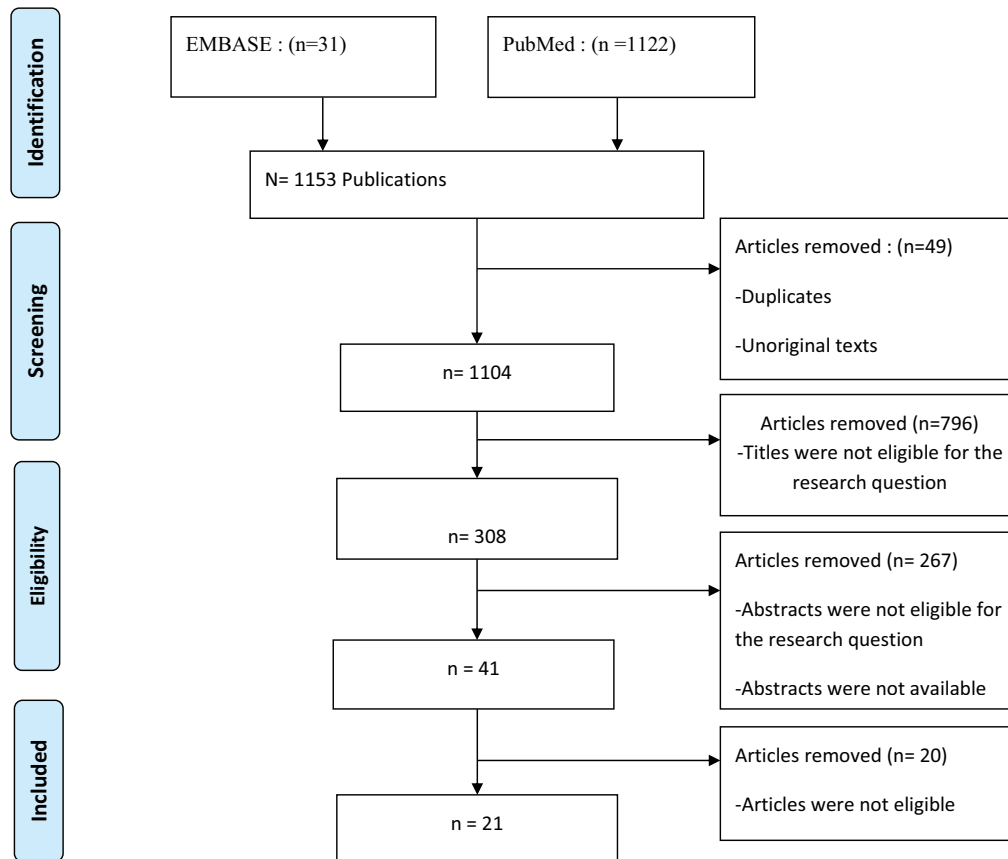 Identification
EMBASE : (n=31)
PubMed : (n =1122)
N= 1153 Publications
Screening
Articles removed : (n=49)
-Duplicates
-Unoriginal texts
n= 1104
Articles removed (n=796)
-Titles were not eligible for the
research question
Eligibility
n= 308
Articles removed (n= 267)
-Abstracts were not eligible for
the research question
-Abstracts were not available
n = 41
Included
Articles removed (n= 20)
-Articles were not eligible
n = 21